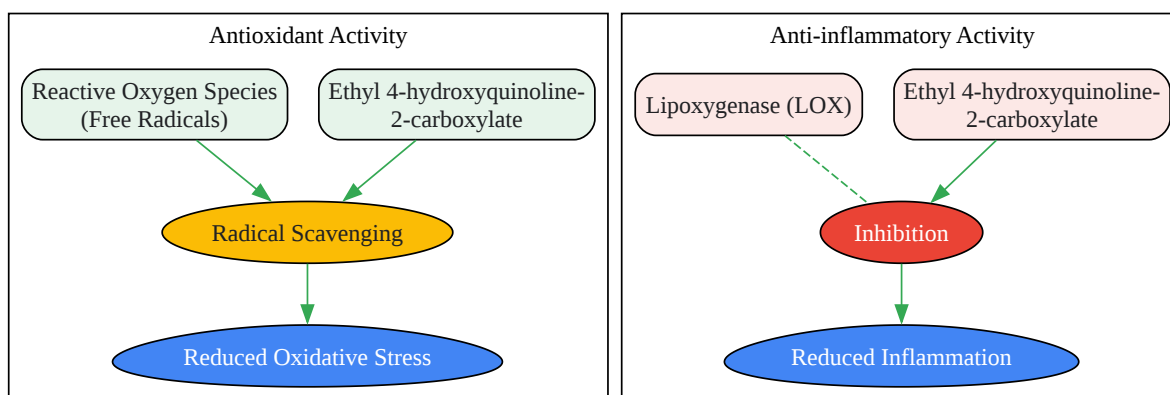 Antioxidant Activity
Reactive Oxygen Species
(Free Radicals)
Ethyl 4-hydroxyquinoline-
2-carboxylate
Radical Scavenging
Reduced Oxidative Stress
Anti-inflammatory Activity
Lipoxygenase (LOX)
Ethyl 4-hydroxyquinoline-
2-carboxylate
Inhibition
Reduced Inflammation